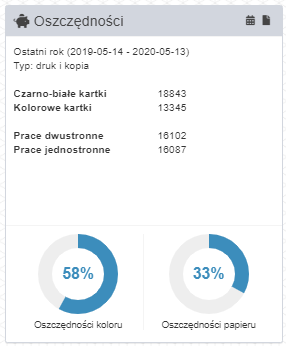 Oszczędności
Ostatni rok (2019-05-14 - 2020-05-13)
Typ: druk i kopia
Czarno-białe kartki 18843
Kolorowe kartki 13345
Prace dwustronne 16102
Prace jednostronne 16087
58% 33%
Oszczędności koloru Oszczędności papieru